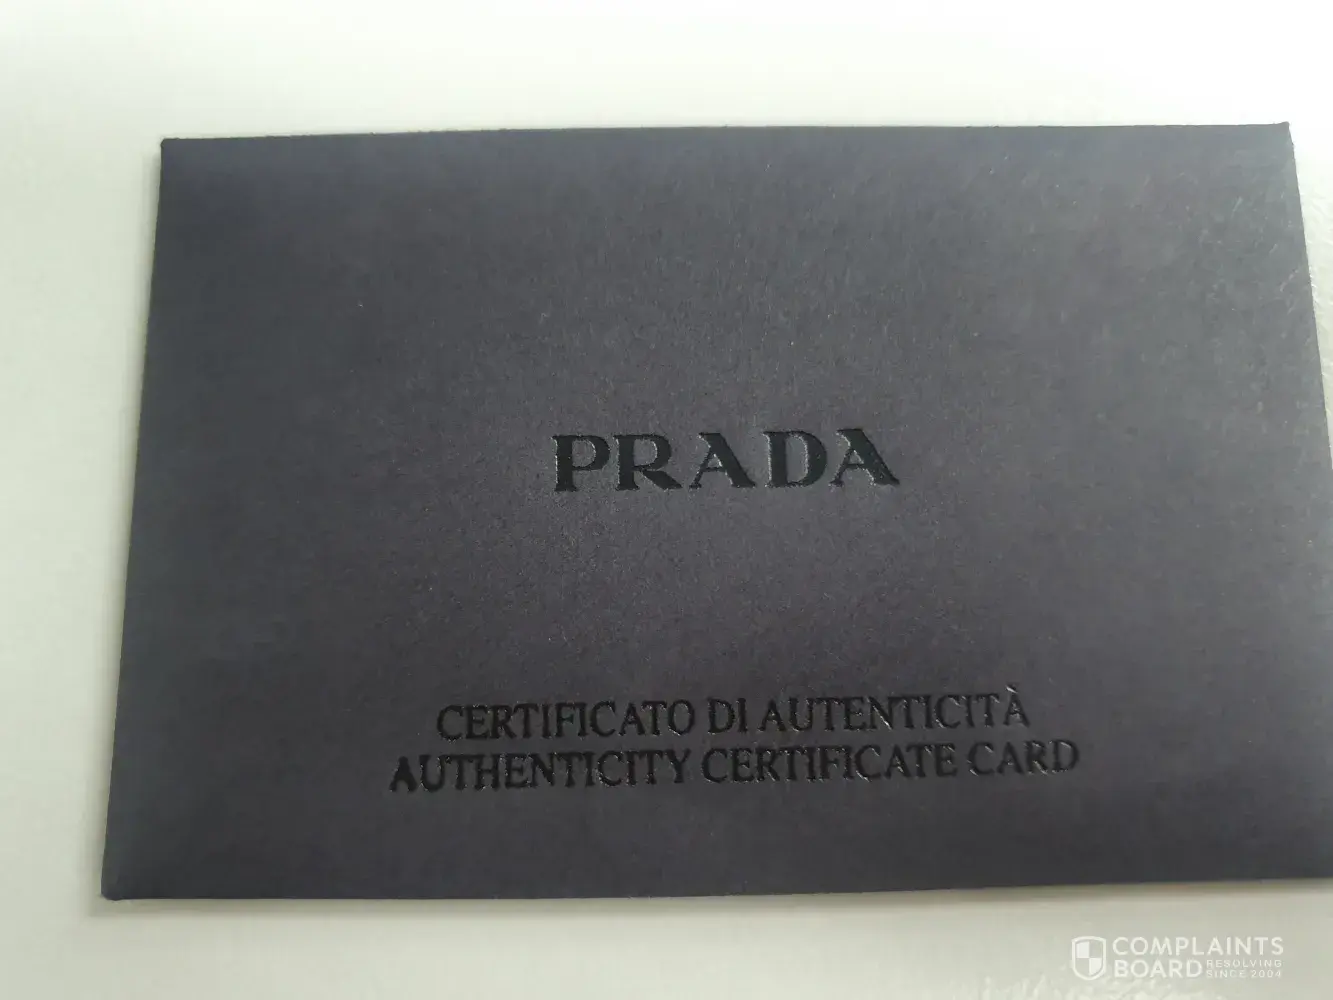 PRADA
CERTIFICATO DI AUTENTICITÀ
AUTHENTICITY CERTIFICATE CARD
COMPLAINTS
BOARD RESOLVING
SINCE 2004